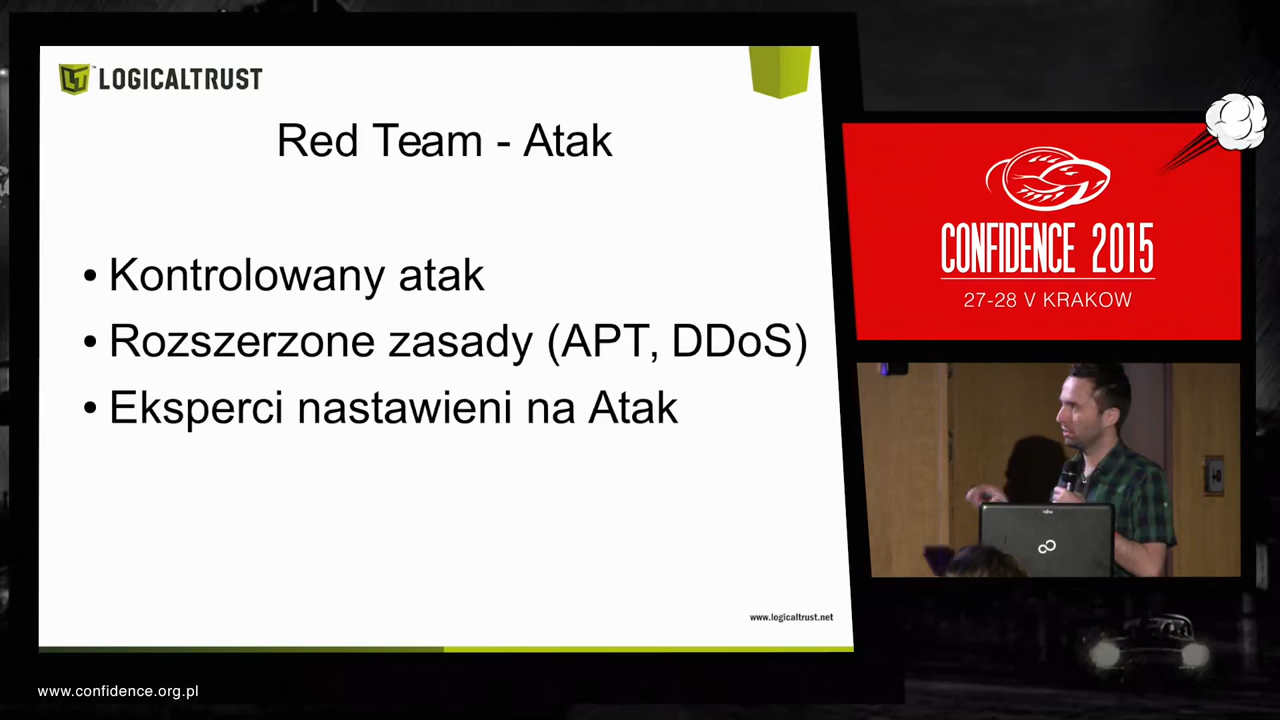 LOGICALTRUST
Red Team - Atak
• Kontrolowany atak
• Rozszerzone zasady (APT, DDoS)
• Eksperci nastawieni na Atak
www.logicaltrust.net
CONFIDENCE 2015
27-28 V KRAKOW
www.confidence.org.pl